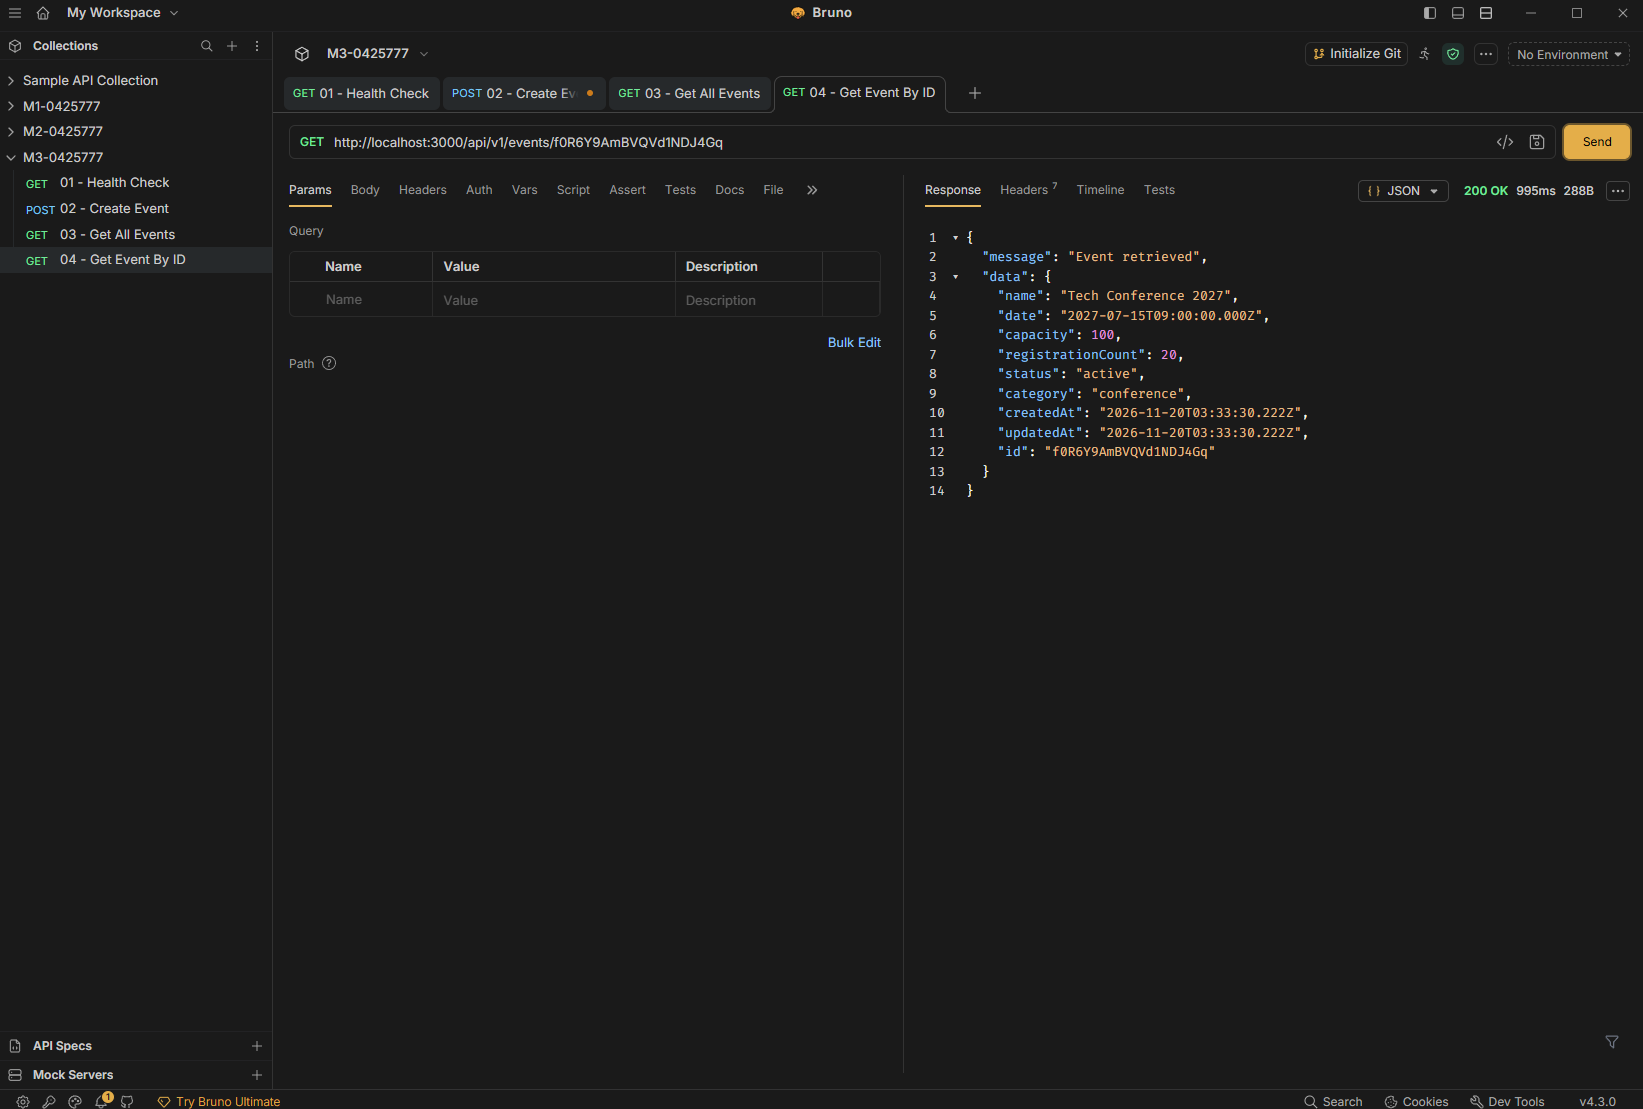 My Workspace
Bruno
Collections
Sample API Collection
M1-0425777
M2-0425777
M3-0425777
GET 01 - Health Check
POST 02 - Create Event
GET 03 - Get All Events
GET 04 - Get Event By ID
API Specs
Mock Servers
M3-0425777
Initialize Git
No Environment
GET 01 - Health Check
POST 02 - Create Ev
GET 03 - Get All Events
GET 04 - Get Event By ID
GET http://localhost:3000/api/v1/events/f0R6Y9AmBVQVd1NDJ4Gq
</>
Send
Params Body Headers Auth Vars Script Assert Tests Docs File
Query
Name Value Description
Name Value Description
Bulk Edit
Path ?
Response Headers 7 Timeline Tests
{ } JSON
200 OK 995ms 288B
1 {
2 "message": "Event retrieved",
3 "data": {
4 "name": "Tech Conference 2027",
5 "date": "2027-07-15T09:00:00.000Z",
6 "capacity": 100,
7 "registrationCount": 20,
8 "status": "active",
9 "category": "conference",
10 "createdAt": "2026-11-20T03:33:30.222Z",
11 "updatedAt": "2026-11-20T03:33:30.222Z",
12 "id": "f0R6Y9AmBVQVd1NDJ4Gq"
13 }
14 }
1
Try Bruno Ultimate
Search
Cookies
Dev Tools
v4.3.0